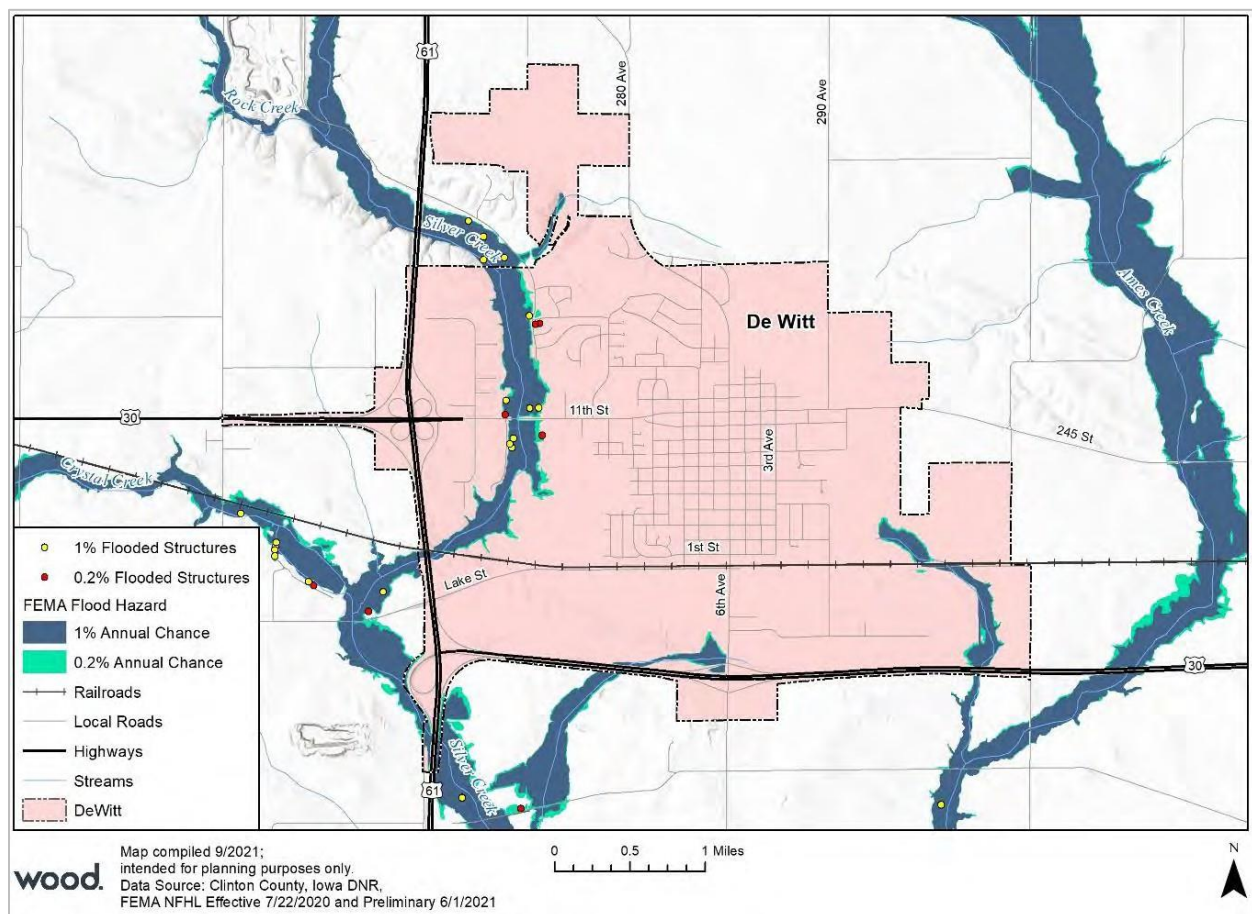 61
280 Ave
290 Ave
Rock Creek
Silver Creek
Ames Creek
De Witt
30
11th St
245 St
3rd Ave
Crystal Creek
1st St
Lake St
6th Ave
30
Silver Creek
61
1% Flooded Structures
0.2% Flooded Structures
FEMA Flood Hazard
1% Annual Chance
0.2% Annual Chance
Railroads
Local Roads
Highways
Streams
DeWitt
wood.
Map compiled 9/2021;
intended for planning purposes only.
Data Source: Clinton County, Iowa DNR,
FEMA NFHL Effective 7/22/2020 and Preliminary 6/1/2021
0 0.5 1 Miles
N